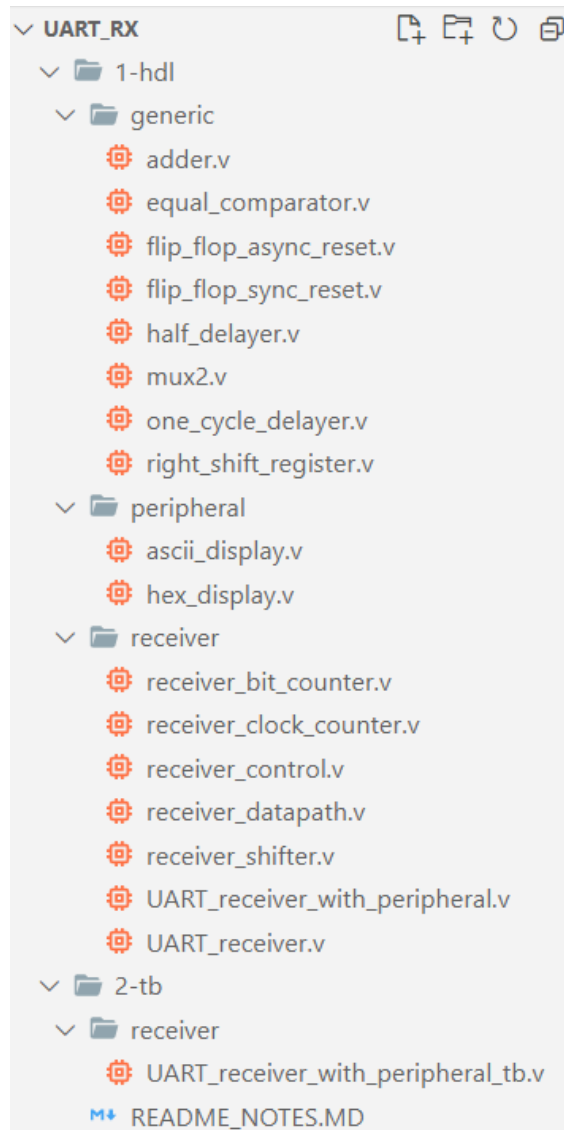 UART_RX
1-hdl
generic
adder.v
equal_comparator.v
flip_flop_async_reset.v
flip_flop_sync_reset.v
half_delayer.v
mux2.v
one_cycle_delayer.v
right_shift_register.v
peripheral
ascii_display.v
hex_display.v
receiver
receiver_bit_counter.v
receiver_clock_counter.v
receiver_control.v
receiver_datapath.v
receiver_shifter.v
UART_receiver_with_peripheral.v
UART_receiver.v
2-tb
receiver
UART_receiver_with_peripheral_tb.v
README_NOTES.MD